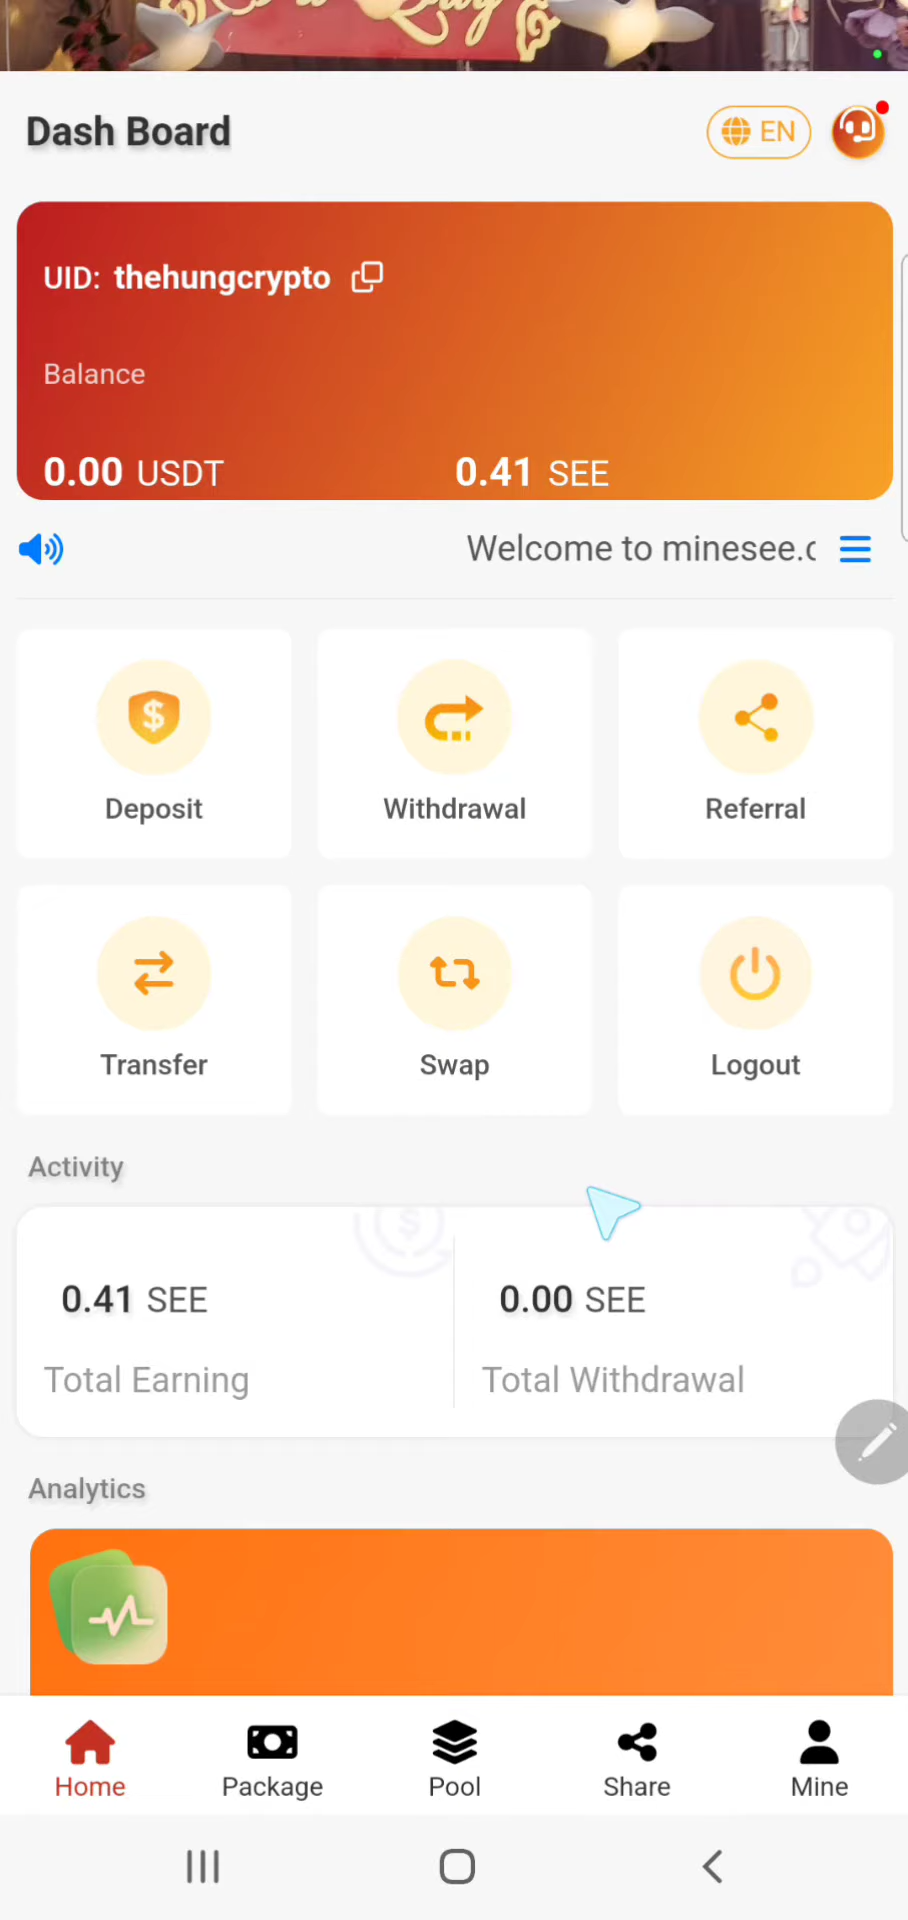 Dash Board
EN
UID: thehungcrypto
Balance
0.00 USDT
0.41 SEE
Welcome to minesee.c
Deposit
Withdrawal
Referral
Transfer
Swap
Logout
Activity
0.41 SEE
0.00 SEE
Total Earning
Total Withdrawal
Analytics
Home
Package
Pool
Share
Mine